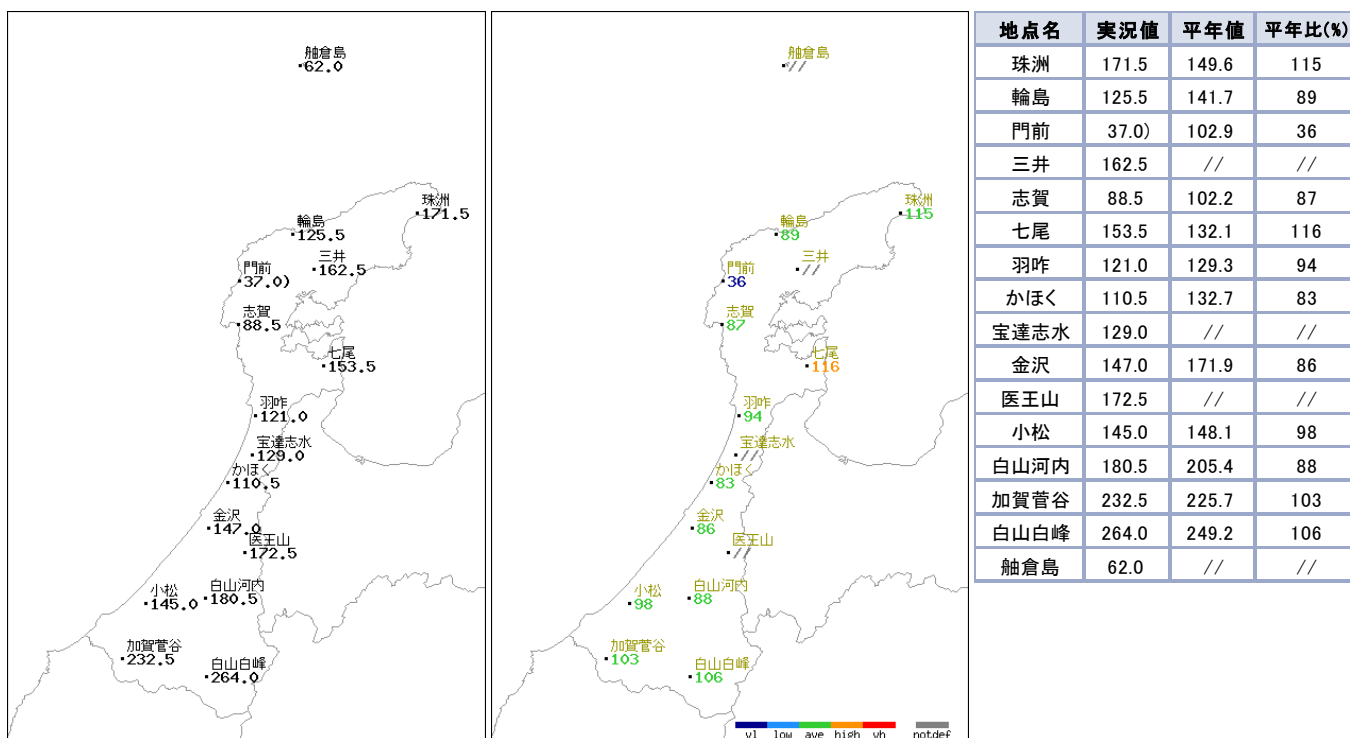 舳倉島
62.0
珠洲
171.5
輪島
125.5
三井
162.5
門前
37.0)
志賀
88.5
七尾
153.5
羽咋
121.0
宝達志水
129.0
かほく
110.5
金沢
147.0
医王山
172.5
小松
145.0
白山河内
180.5
加賀菅谷
232.5
白山白峰
264.0
舳倉島
//
珠洲
115
輪島
89
三井
//
門前
36
志賀
87
七尾
116
羽咋
94
宝達志水
//
かほく
83
金沢
86
医王山
//
小松
98
白山河内
88
加賀菅谷
103
白山白峰
106
vl low ave high vh notdef
地点名 実況値 平年値 平年比(%)
珠洲 171.5 149.6 115
輪島 125.5 141.7 89
門前 37.0) 102.9 36
三井 162.5 // //
志賀 88.5 102.2 87
七尾 153.5 132.1 116
羽咋 121.0 129.3 94
かほく 110.5 132.7 83
宝達志水 129.0 // //
金沢 147.0 171.9 86
医王山 172.5 // //
小松 145.0 148.1 98
白山河内 180.5 205.4 88
加賀菅谷 232.5 225.7 103
白山白峰 264.0 249.2 106
舳倉島 62.0 // //